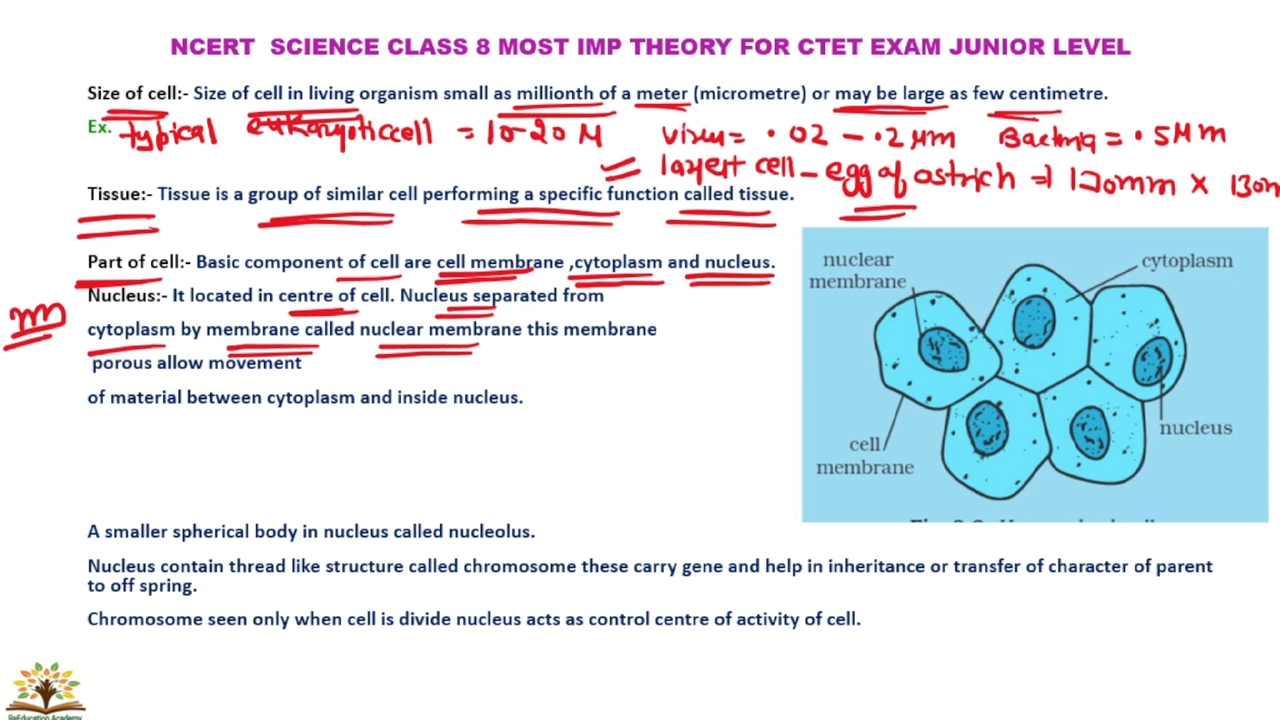 NCERT SCIENCE CLASS 8 MOST IMP THEORY FOR CTET EXAM JUNIOR LEVEL
Size of cell:- Size of cell in living organism small as millionth of a meter (micrometre) or may be large as few centimetre.
Ex. Typical eukaryotic cell = 10-20 M virus = .02 - .2 μm Bacteria = .5 μm
largest cell - egg of ostrich ⇒ 170mm × 130m
Tissue:- Tissue is a group of similar cell performing a specific function called tissue.
Part of cell:- Basic component of cell are cell membrane ,cytoplasm and nucleus.
Nucleus:- It located in centre of cell. Nucleus separated from
cytoplasm by membrane called nuclear membrane this membrane
porous allow movement
of material between cytoplasm and inside nucleus.
nuclear
membrane
cytoplasm
nucleus
cell
membrane
A smaller spherical body in nucleus called nucleolus.
Nucleus contain thread like structure called chromosome these carry gene and help in inheritance or transfer of character of parent
to off spring.
Chromosome seen only when cell is divide nucleus acts as control centre of activity of cell.
ReEducation Academy